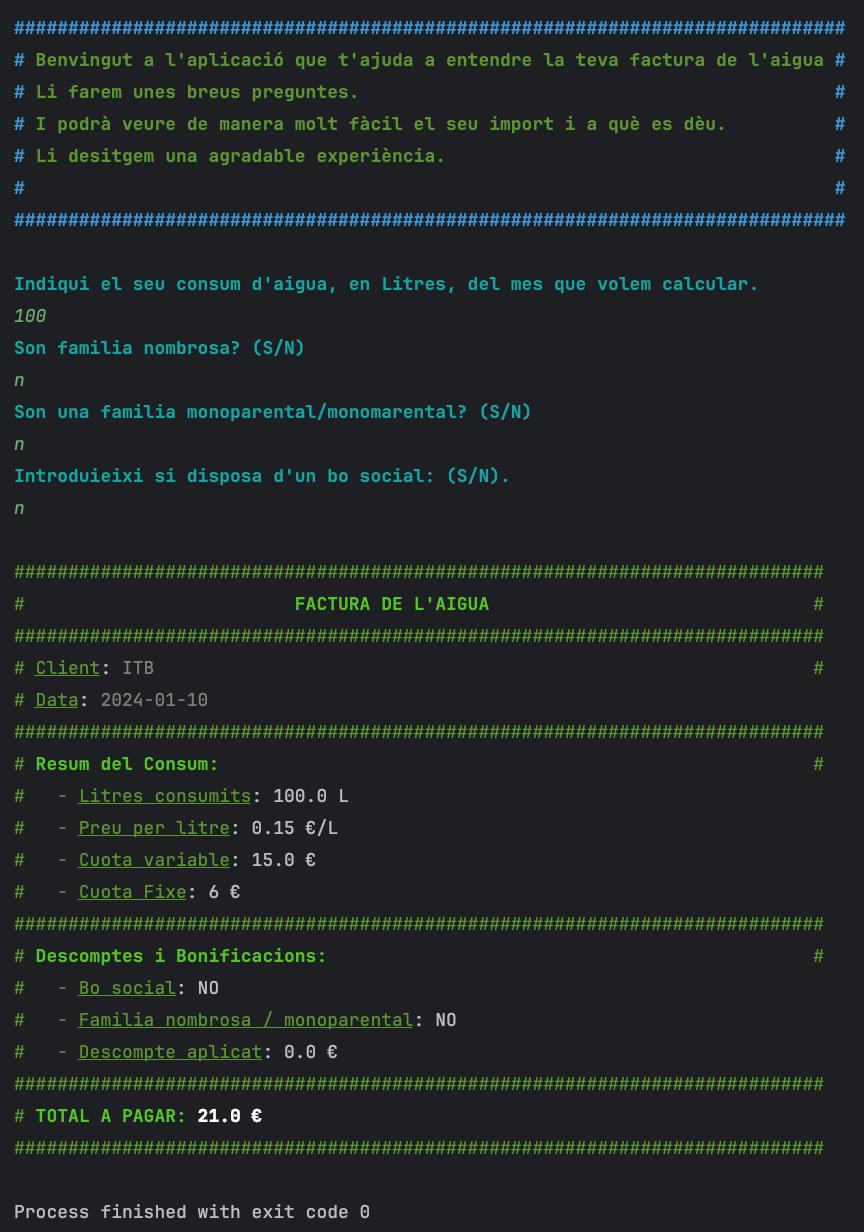 #############################################################################
# Benvingut a l'aplicació que t'ajuda a entendre la teva factura de l'aigua #
# Li farem unes breus preguntes.                                            #
# I podrà veure de manera molt fàcil el seu import i a què es dèu.          #
# Li desitgem una agradable experiència.                                    #
#                                                                           #
#############################################################################
Indiqui el seu consum d'aigua, en Litres, del mes que volem calcular.
100
Son familia nombrosa? (S/N)
n
Son una familia monoparental/monomarental? (S/N)
n
Introduieixi si disposa d'un bo social: (S/N).
n
###########################################################################
#                         FACTURA DE L'AIGUA                              #
###########################################################################
# Client: ITB                                                             #
# Data: 2024-01-10
###########################################################################
# Resum del Consum:                                                       #
#   - Litres consumits: 100.0 L
#   - Preu per litre: 0.15 €/L
#   - Cuota variable: 15.0 €
#   - Cuota Fixe: 6 €
###########################################################################
# Descomptes i Bonificacions:                                             #
#   - Bo social: NO
#   - Familia nombrosa / monoparental: NO
#   - Descompte aplicat: 0.0 €
###########################################################################
# TOTAL A PAGAR: 21.0 €
###########################################################################
Process finished with exit code 0